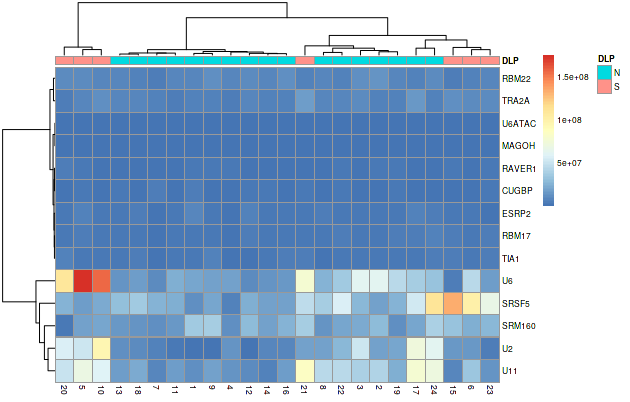 DLP
RBM22
TRA2A
U6ATAC
MAGOH
RAVER1
CUGBP
ESRP2
RBM17
TIA1
U6
SRSF5
SRM160
U2
U11
20 5 10 13 18 7 11 1 9 4 12 14 16 21 8 22 3 2 19 17 24 15 6 23
1.5e+08
1e+08
5e+07
DLP
N
S